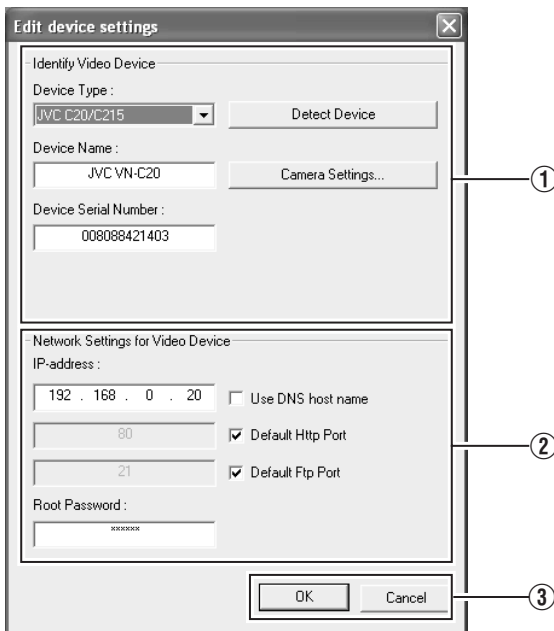 Edit device settings
Identify Video Device
Device Type :
JVC C20/C215
Detect Device
Device Name :
JVC VN-C20
Camera Settings...
Device Serial Number :
008088421403
①
Network Settings for Video Device
IP-address :
192 . 168 . 0 . 20
Use DNS host name
80
Default Http Port
21
Default Ftp Port
Root Password :
******
②
OK
Cancel
③